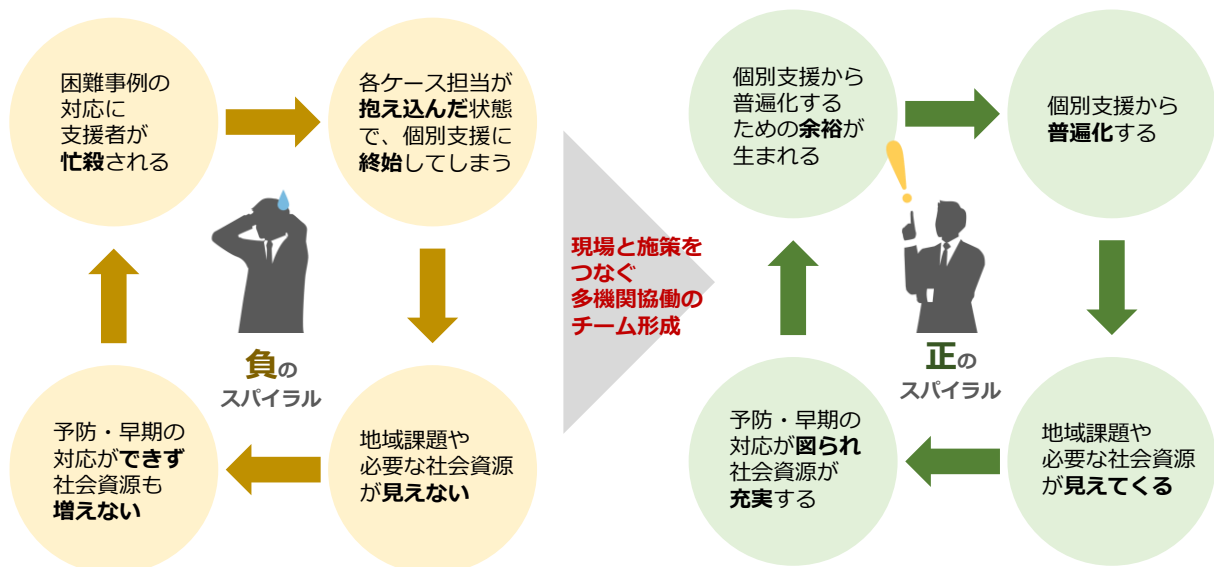 困難事例の
対応に
支援者が
忙殺される
各ケース担当が
抱え込んだ状態
で、個別支援に
終始してしまう
地域課題や
必要な社会資源
が見えない
予防・早期の
対応ができず
社会資源も
増えない
負の
スパイラル
現場と施策を
つなぐ
多機関協働の
チーム形成
個別支援から
普遍化する
ための余裕が
生まれる
個別支援から
普遍化する
地域課題や
必要な社会資源
が見えてくる
予防・早期の
対応が図られ
社会資源が
充実する
正の
スパイラル